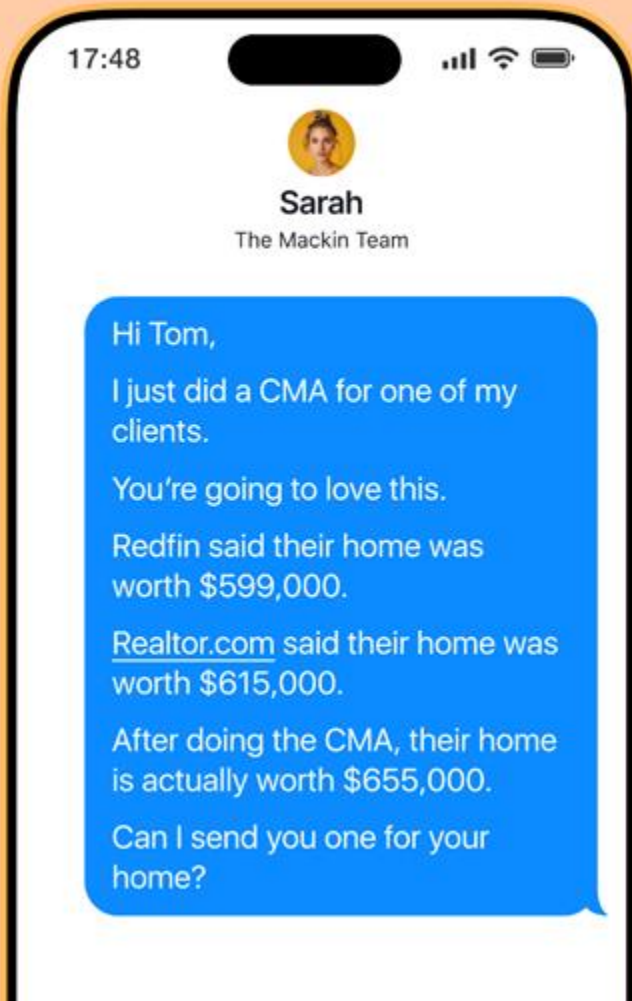 17:48
Sarah
The Mackin Team
Hi Tom,
I just did a CMA for one of my
clients.
You’re going to love this.
Redfin said their home was
worth $599,000.
Realtor.com said their home was
worth $615,000.
After doing the CMA, their home
is actually worth $655,000.
Can I send you one for your
home?